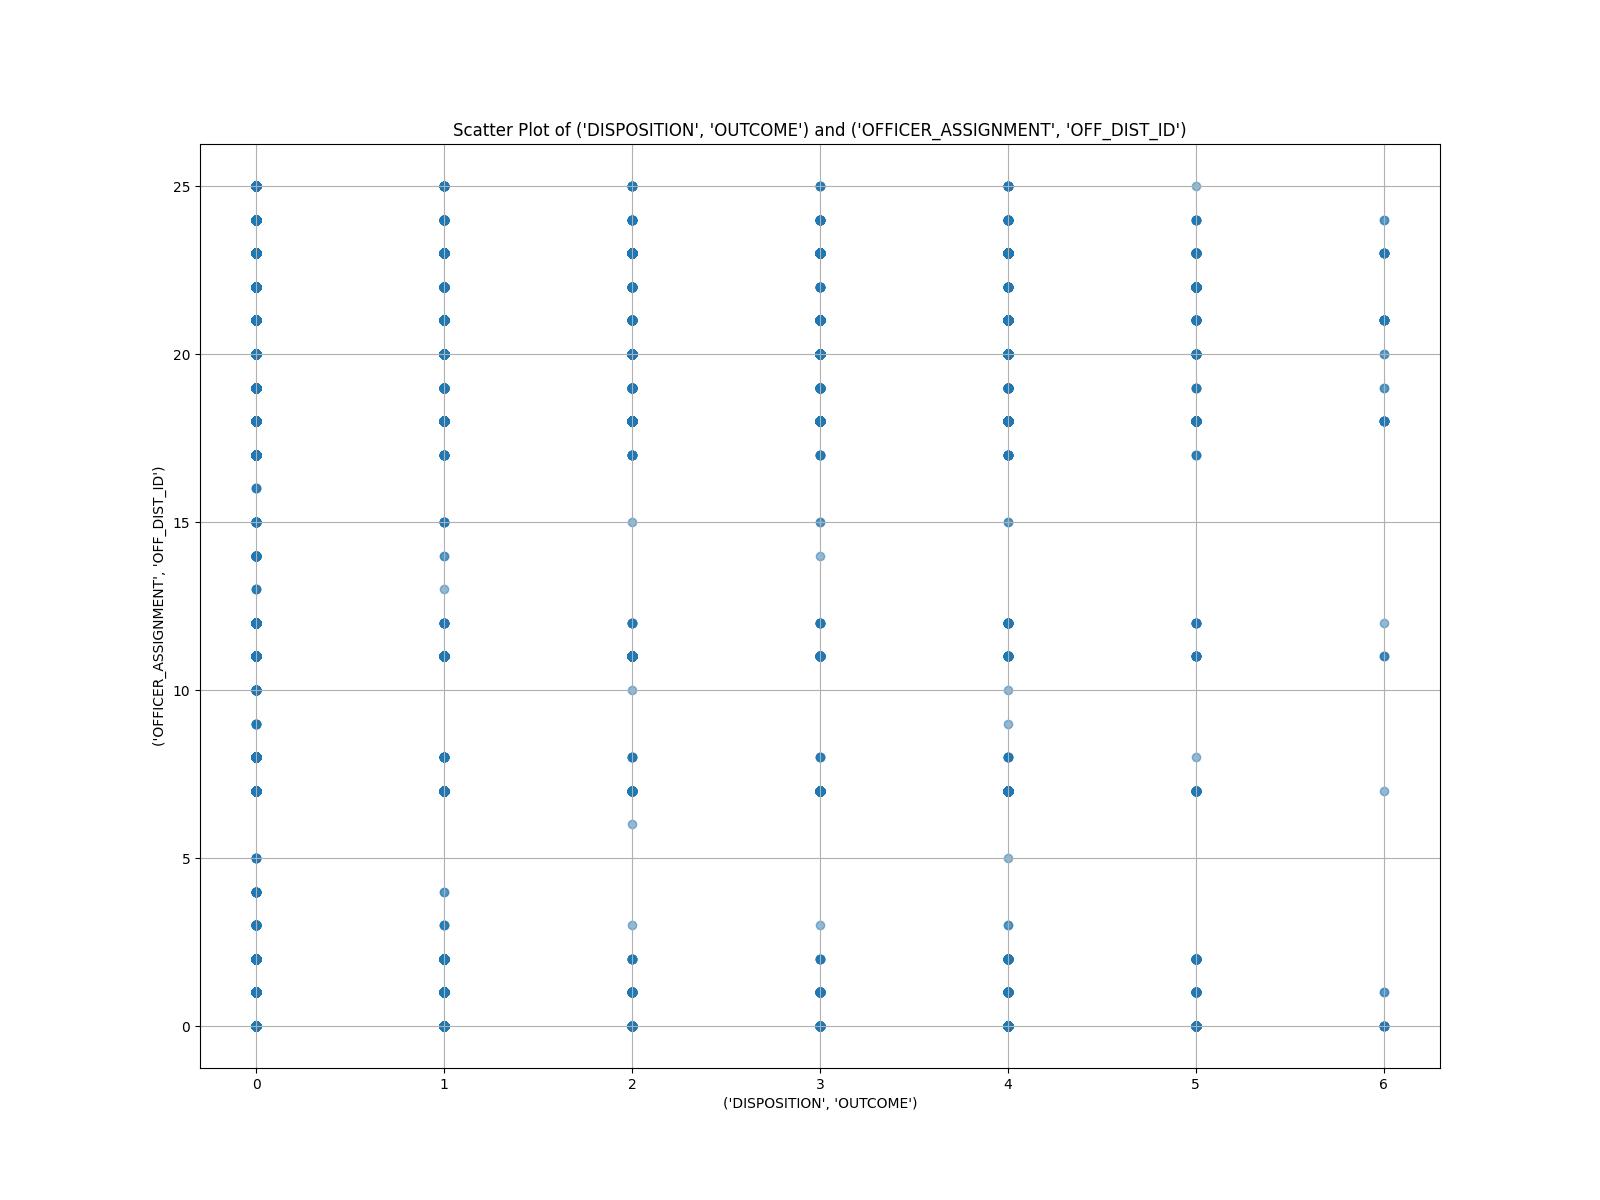 Scatter Plot of ('DISPOSITION', 'OUTCOME') and ('OFFICER_ASSIGNMENT', 'OFF_DIST_ID')
('OFFICER_ASSIGNMENT', 'OFF_DIST_ID')
25
20
15
10
5
0
0 1 2 3 4 5 6
('DISPOSITION', 'OUTCOME')